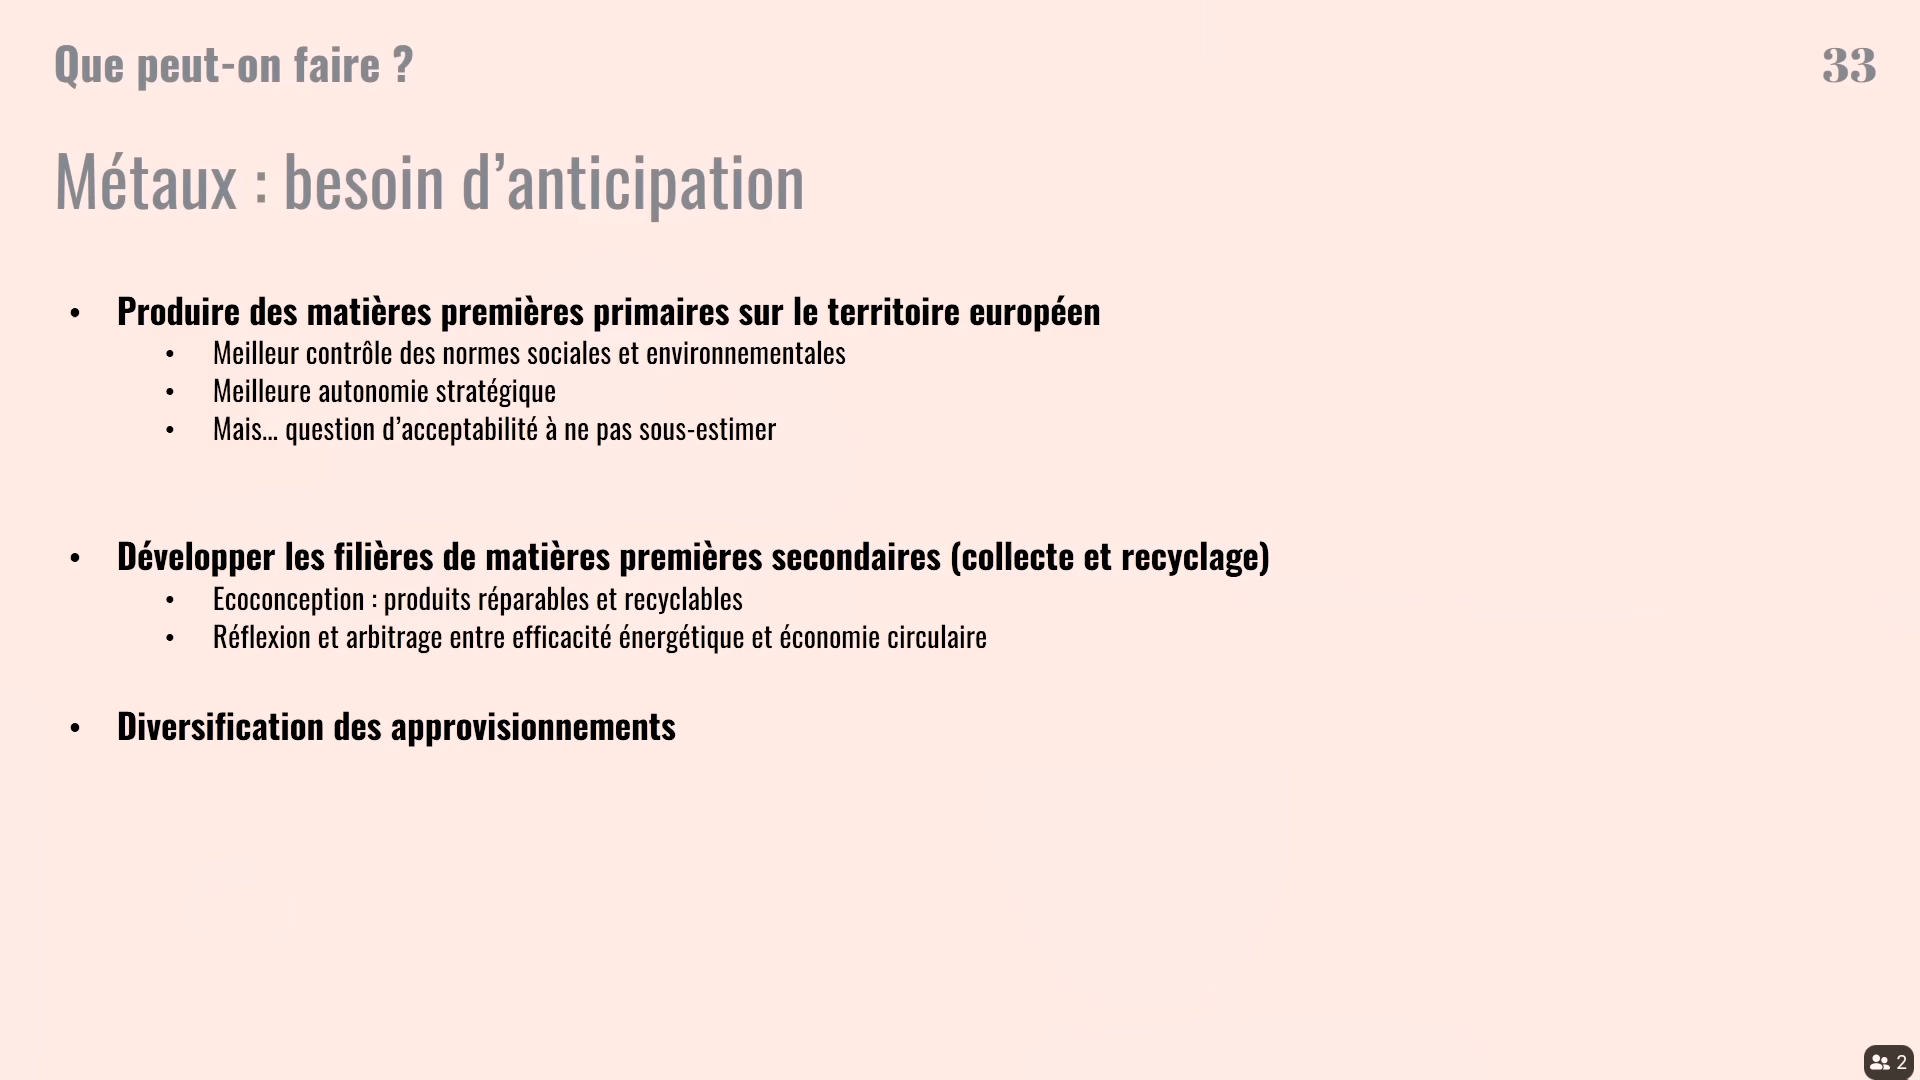 Que peut-on faire ?
33
Métaux : besoin d’anticipation
• Produire des matières premières primaires sur le territoire européen
• Meilleur contrôle des normes sociales et environnementales
• Meilleure autonomie stratégique
• Mais... question d’acceptabilité à ne pas sous-estimer
• Développer les filières de matières premières secondaires (collecte et recyclage)
• Ecoconception : produits réparables et recyclables
• Réflexion et arbitrage entre efficacité énergétique et économie circulaire
• Diversification des approvisionnements
2